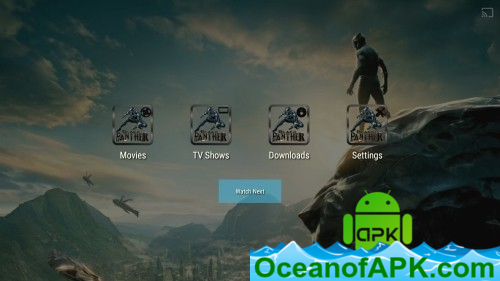 PANTHER PANTHER PANTHER PANTHER
Movies TV Shows Downloads Settings
Watch Next
APK
OceanofAPK.com